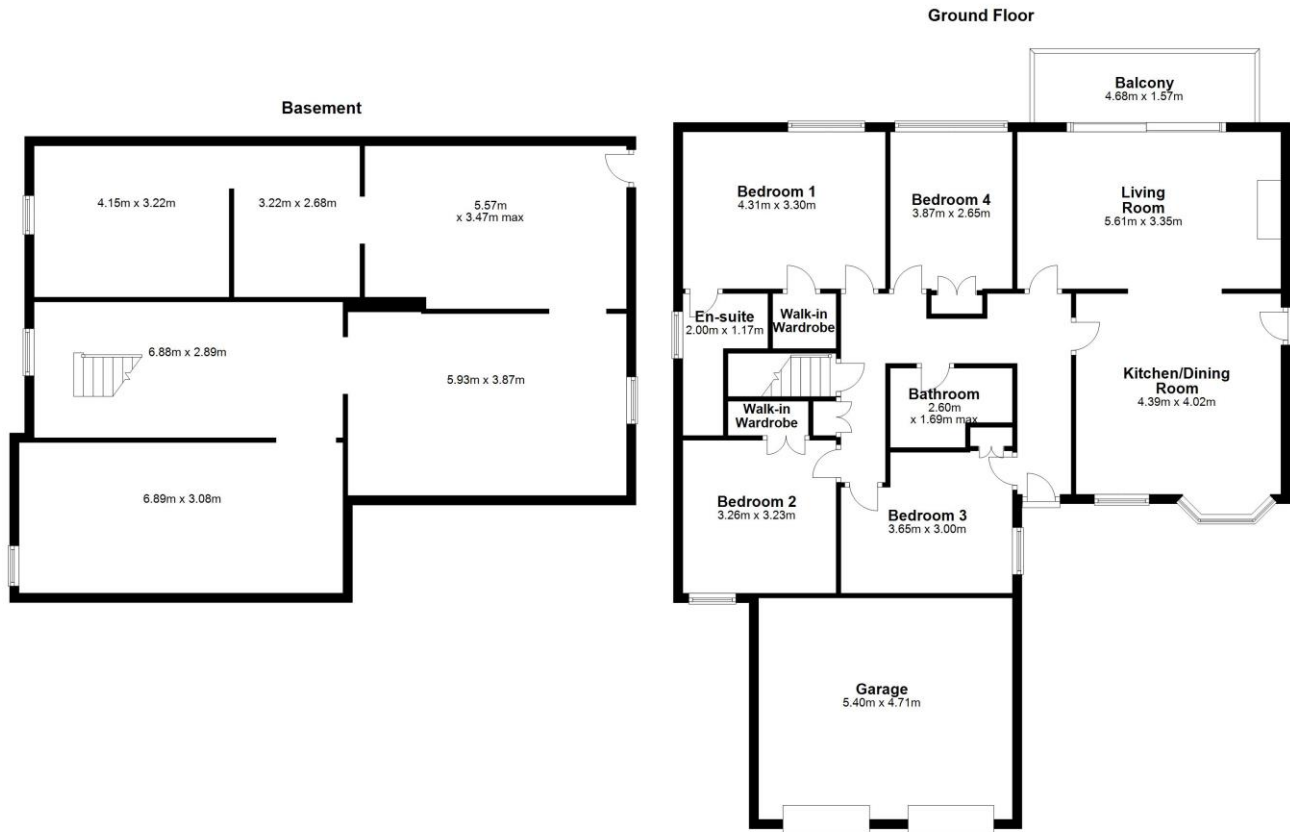 Basement
4.15m x 3.22m
3.22m x 2.68m
5.57m
x 3.47m max
6.88m x 2.89m
5.93m x 3.87m
6.89m x 3.08m
Ground Floor
Balcony
4.68m x 1.57m
Bedroom 1
4.31m x 3.30m
Bedroom 4
3.87m x 2.65m
Living
Room
5.61m x 3.35m
En-suite
2.00m x 1.17m
Walk-in
Wardrobe
Kitchen/Dining
Room
4.39m x 4.02m
Bathroom
2.60m
x 1.69m max
Walk-in
Wardrobe
Bedroom 2
3.26m x 3.23m
Bedroom 3
3.65m x 3.00m
Garage
5.40m x 4.71m